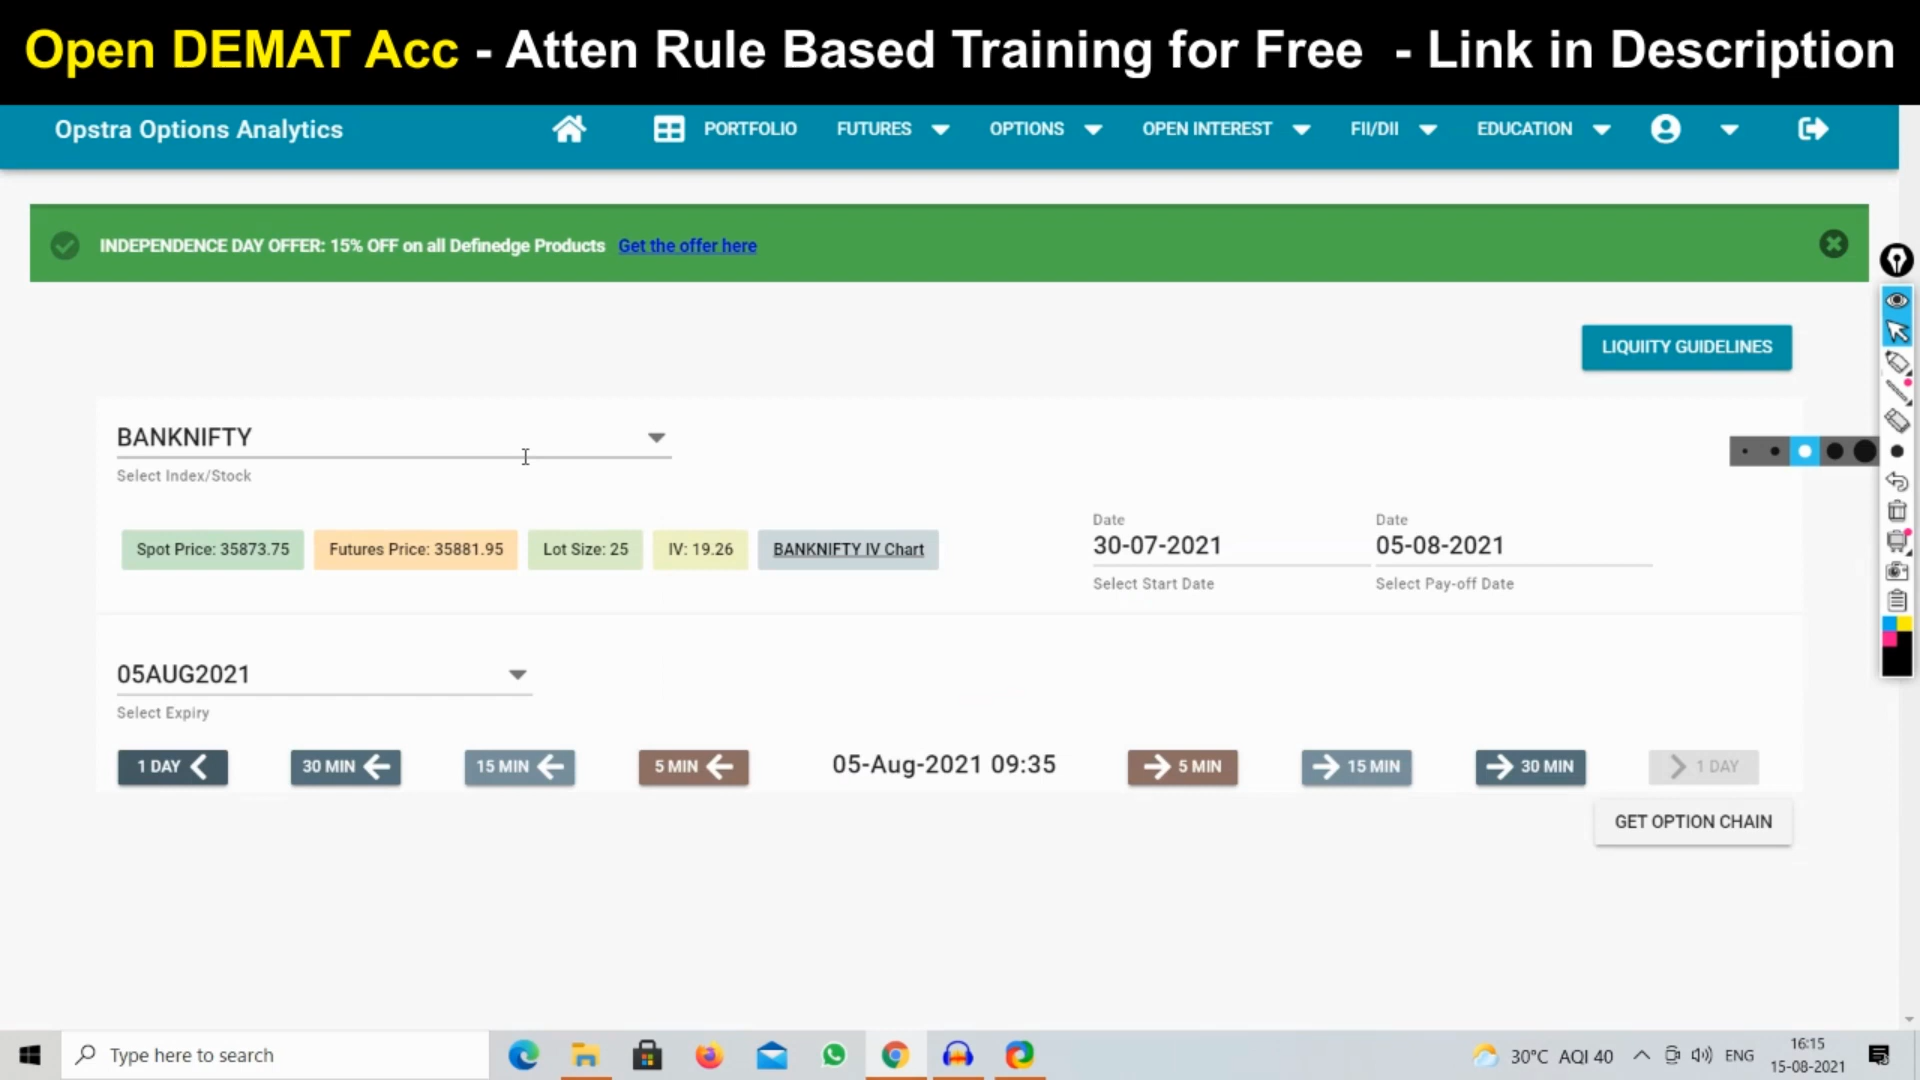 Open DEMAT Acc - Atten Rule Based Training for Free - Link in Description
Opstra Options Analytics
PORTFOLIO
FUTURES
OPTIONS
OPEN INTEREST
FII/DII
EDUCATION
INDEPENDENCE DAY OFFER: 15% OFF on all Definedge Products Get the offer here
LIQUIITY GUIDELINES
BANKNIFTY
Select Index/Stock
Spot Price: 35873.75
Futures Price: 35881.95
Lot Size: 25
IV: 19.26
BANKNIFTY IV Chart
Date
30-07-2021
Select Start Date
Date
05-08-2021
Select Pay-off Date
05AUG2021
Select Expiry
1 DAY
30 MIN
15 MIN
5 MIN
05-Aug-2021 09:35
5 MIN
15 MIN
30 MIN
1 DAY
GET OPTION CHAIN
Type here to search
30°C AQI 40
ENG
16:15
15-08-2021